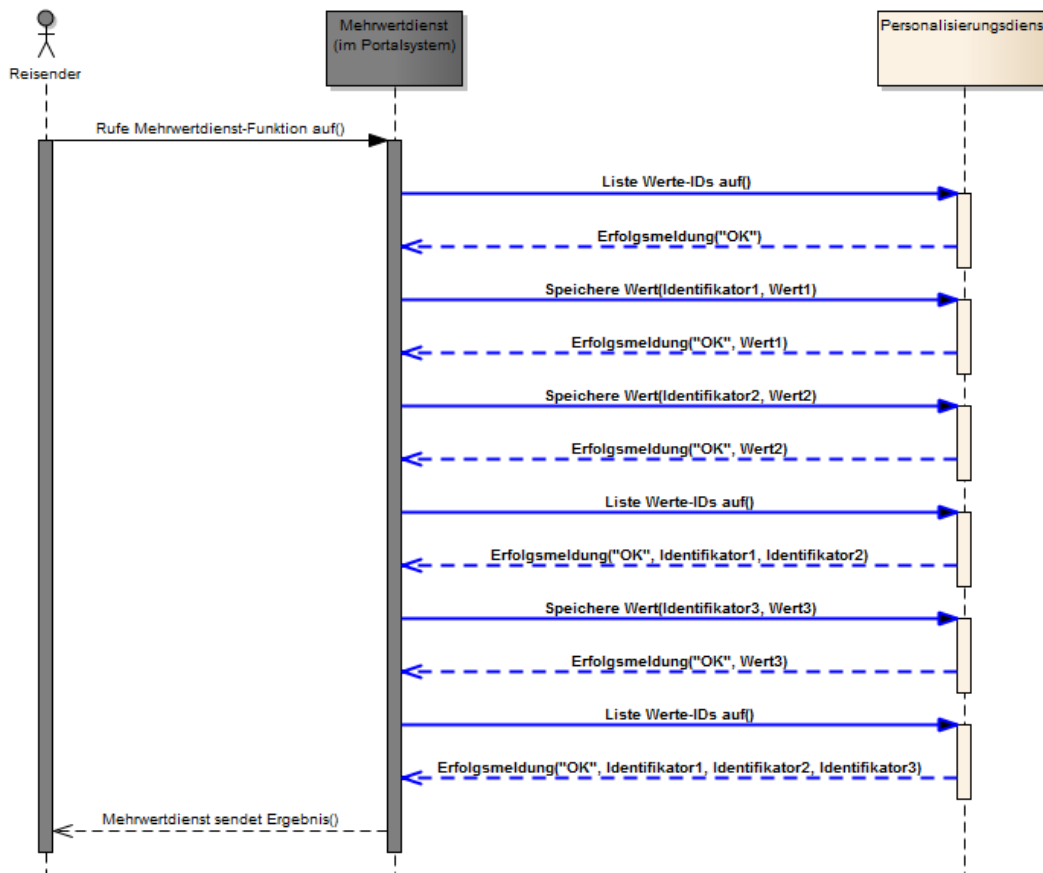 Mehrwertdienst
(im Portalsystem)
Personalisierungsdiens
Reisender
Rufe Mehrwertdienst-Funktion auf()
Liste Werte-IDs auf()
Erfolgsmeldung("OK")
Speichere Wert(Identifikator1, Wert1)
Erfolgsmeldung("OK", Wert1)
Speichere Wert(Identifikator2, Wert2)
Erfolgsmeldung("OK", Wert2)
Liste Werte-IDs auf()
Erfolgsmeldung("OK", Identifikator1, Identifikator2)
Speichere Wert(Identifikator3, Wert3)
Erfolgsmeldung("OK", Wert3)
Liste Werte-IDs auf()
Erfolgsmeldung("OK", Identifikator1, Identifikator2, Identifikator3)
Mehrwertdienst sendet Ergebnis()